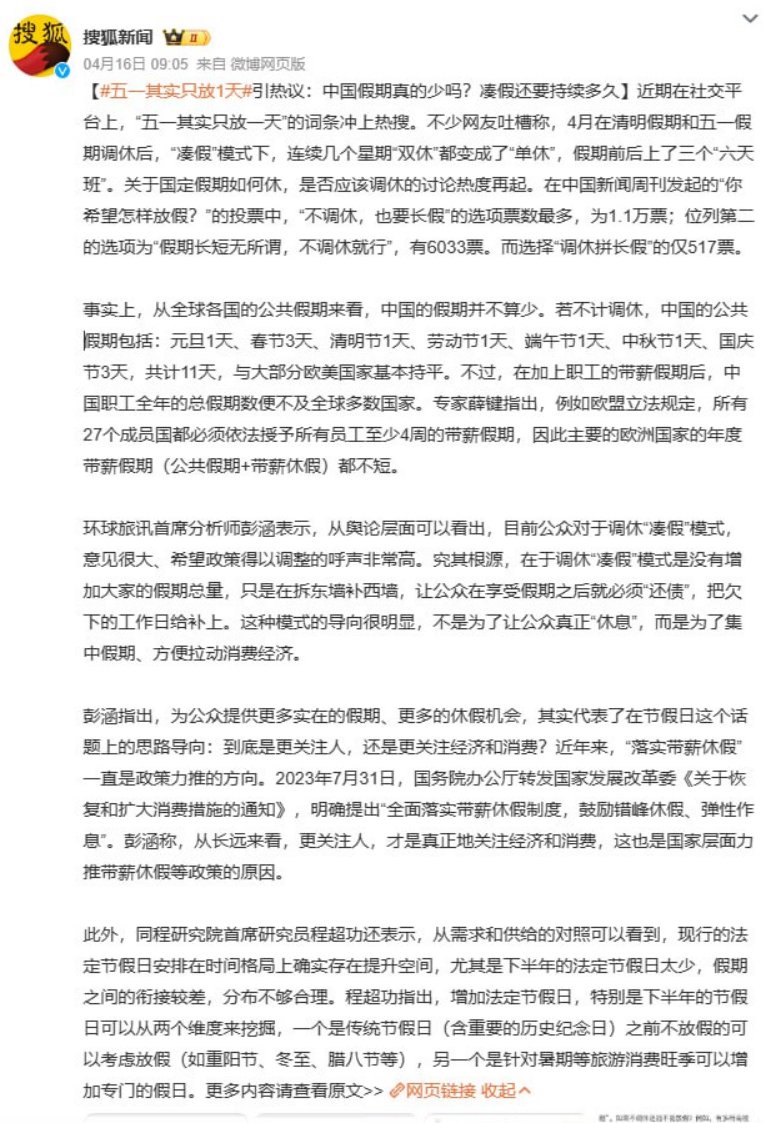 搜狐
搜狐新闻
II
04月16日 09:05 来自 微博网页版
【#五一其实只放1天#引热议：中国假期真的少吗？凑假还要持续多久】近期在社交平
台上，“五一其实只放一天”的词条冲上热搜。不少网友吐槽称，4月在清明假期和五一假
期调休后，“凑假”模式下，连续几个星期“双休”都变成了“单休”，假期前后上了三个“六天
班”。关于国定假期如何休，是否应该调休的讨论热度再起。在中国新闻周刊发起的“你
希望怎样放假？”的投票中，“不调休，也要长假”的选项票数最多，为1.1万票；位列第二
的选项为“假期长短无所谓，不调休就行”，有6033票。而选择“调休拼长假”的仅517票。
事实上，从全球各国的公共假期来看，中国的假期并不算少。若不计调休，中国的公共
假期包括：元旦1天、春节3天、清明节1天、劳动节1天、端午节1天、中秋节1天、国庆
节3天，共计11天，与大部分欧美国家基本持平。不过，在加上职工的带薪假期后，中
国职工全年的总假期数便不及全球多数国家。专家薛键指出，例如欧盟立法规定，所有
27个成员国都必须依法授予所有员工至少4周的带薪假期，因此主要的欧洲国家的年度
带薪假期（公共假期+带薪休假）都不短。
环球旅讯首席分析师彭涵表示，从舆论层面可以看出，目前公众对于调休“凑假”模式，
意见很大、希望政策得以调整的呼声非常高。究其根源，在于调休“凑假”模式是没有增
加大家的假期总量，只是在拆东墙补西墙，让公众在享受假期之后就必须“还债”，把欠
下的工作日给补上。这种模式的导向很明显，不是为了让公众真正“休息”，而是为了集
中假期、方便拉动消费经济。
彭涵指出，为公众提供更多实在的假期、更多的休假机会，其实代表了在节假日这个话
题上的思路导向：到底是更关注人，还是更关注经济和消费？近年来，“落实带薪休假”
一直是政策力推的方向。2023年7月31日，国务院办公厅转发国家发展改革委《关于恢
复和扩大消费措施的通知》，明确提出“全面落实带薪休假制度，鼓励错峰休假、弹性作
息”。彭涵称，从长远来看，更关注人，才是真正地关注经济和消费，这也是国家层面力
推带薪休假等政策的原因。
此外，同程研究院首席研究员程超功还表示，从需求和供给的对照可以看到，现行的法
定节假日安排在时间格局上确实存在提升空间，尤其是下半年的法定节假日太少，假期
之间的衔接较差，分布不够合理。程超功指出，增加法定节假日，特别是下半年的节假
日可以从两个维度来挖掘，一个是传统节假日（含重要的历史纪念日）之前不放假的可
以考虑放假（如重阳节、冬至、腊八节等），另一个是针对暑期等旅游消费旺季可以增
加专门的假日。更多内容请查看原文>> 网页链接 收起